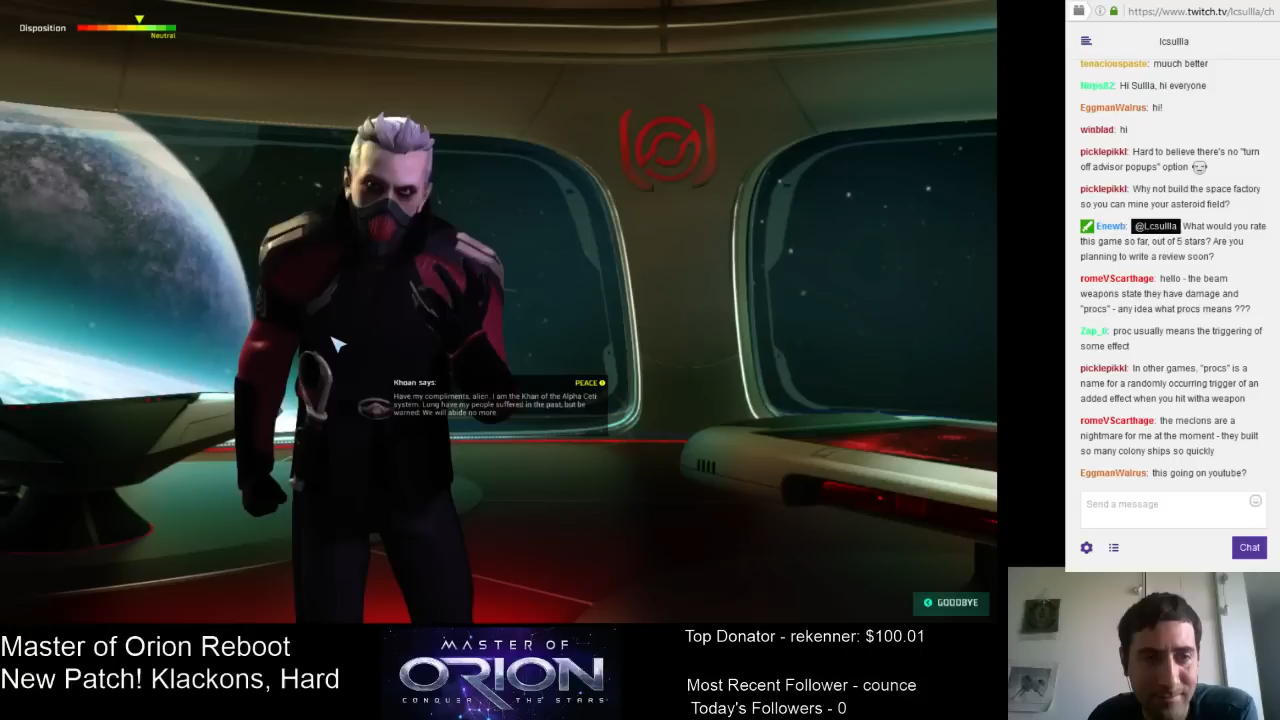 Disposition
Neutral
Khoan says:
PEACE
Have my compliments, alien. I am the Khan of the Alpha Ceti
system. Long have my people suffered in the past, but be
warned: We will abide no more.
GOODBYE
https://www.twitch.tv/lcsullla/ch
lcsullla
tenaciouspaste: muuch better
Nirps82: Hi Sullla, hi everyone
EggmanWalrus: hi!
winblad: hi
picklepikkl: Hard to believe there's no "turn
off advisor popups" option
picklepikkl: Why not build the space factory
so you can mine your asteroid field?
Enewb: @Lcsullla What would you rate
this game so far, out of 5 stars? Are you
planning to write a review soon?
romeVScarthage: hello - the beam
weapons state they have damage and
"procs" - any idea what procs means ???
proc usually means the triggering of
some effect
picklepikkl: In other games, "procs" is a
name for a randomly occurring trigger of an
added effect when you hit witha weapon
romeVScarthage: the meclons are a
nightmare for me at the moment - they built
so many colony ships so quickly
EggmanWalrus: this going on youtube?
Send a message
Chat
Master of Orion Reboot
New Patch! Klackons, Hard
MASTER OF
ORION
CONQUER THE STARS
Top Donator - rekenner: $100.01
Most Recent Follower - counce
Today's Followers - 0